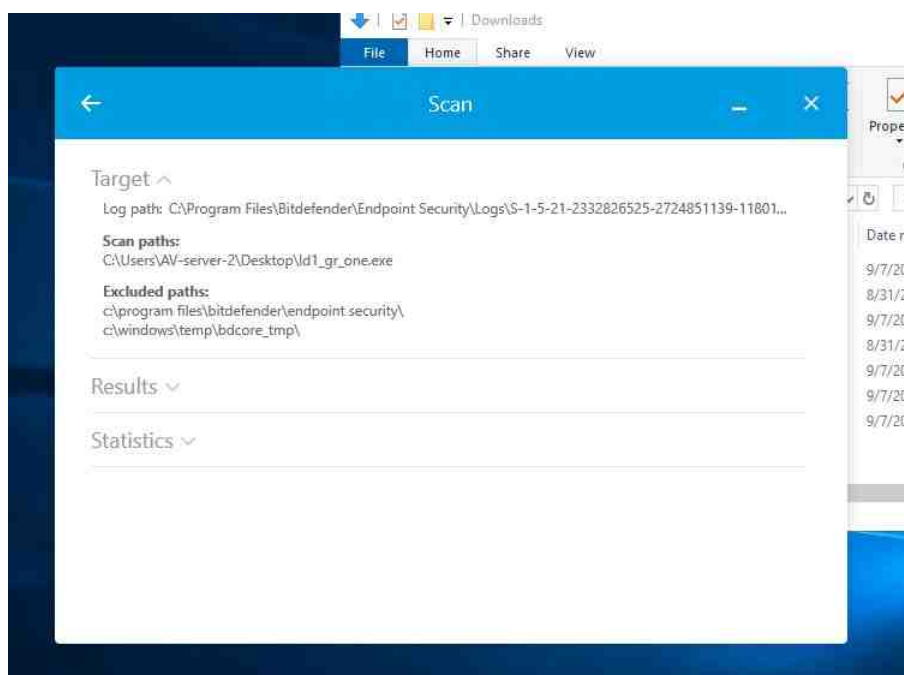 Downloads
File Home Share View
Scan
Target
Log path: C:\Program Files\Bitdefender\Endpoint Security\Logs\S-1-5-21-2332826525-2724851139-11801...
Scan paths:
C:\Users\AV-server-2\Desktop\ld1_gr_one.exe
Excluded paths:
c:\program files\bitdefender\endpoint security\
c:\windows\temp\bdcore_tmp\
Results
Statistics
Prope
Date r
9/7/20
8/31/2
9/7/20
8/31/2
9/7/20
9/7/20
9/7/20